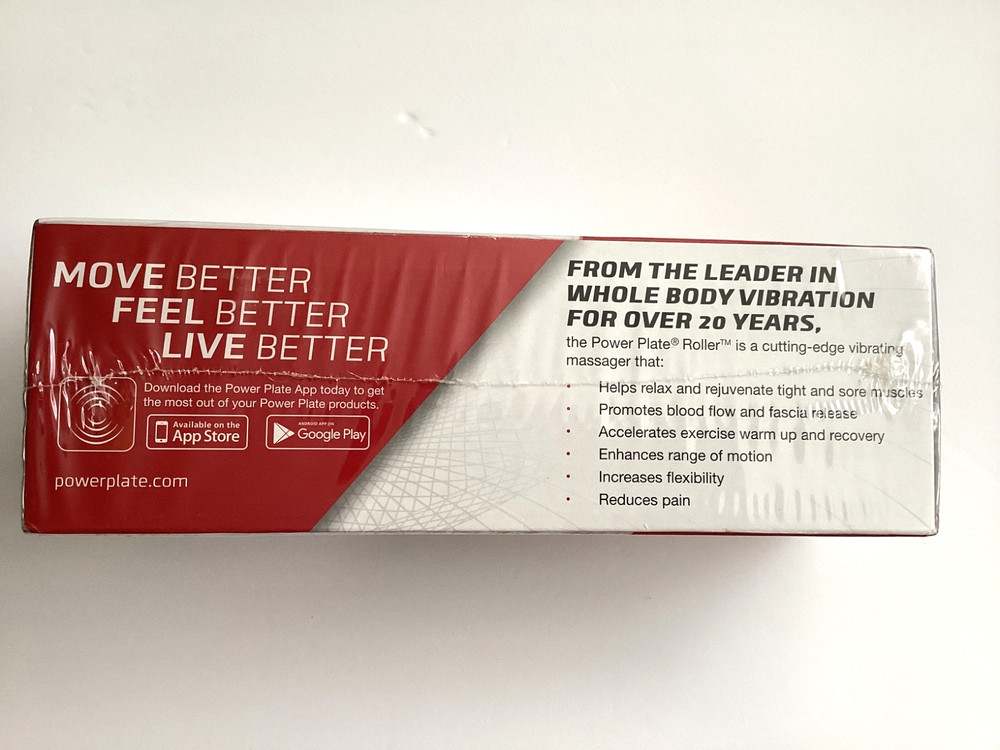 MOVE BETTER
FEEL BETTER
LIVE BETTER
Download the Power Plate App today to get
the most out of your Power Plate products.
Available on the
App Store
ANDROID APP ON
Google Play
powerplate.com
FROM THE LEADER IN
WHOLE BODY VIBRATION
FOR OVER 20 YEARS,
the Power Plate® Roller™ is a cutting-edge vibrating
massager that:
• Helps relax and rejuvenate tight and sore muscles
• Promotes blood flow and fascia release
• Accelerates exercise warm up and recovery
• Enhances range of motion
• Increases flexibility
• Reduces pain